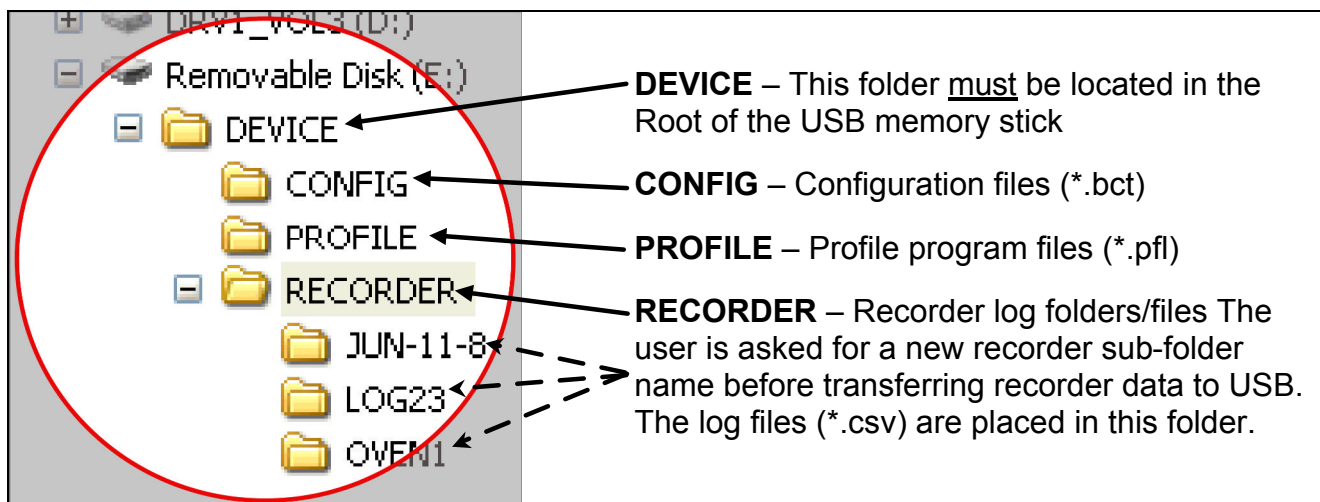 DRV1_VOL3 (D:)
Removable Disk (E:)
DEVICE
CONFIG
PROFILE
RECORDER
JUN-11-8
LOG23
OVEN1
DEVICE – This folder must be located in the
Root of the USB memory stick
CONFIG – Configuration files (*.bct)
PROFILE – Profile program files (*.pfl)
RECORDER – Recorder log folders/files The
user is asked for a new recorder sub-folder
name before transferring recorder data to USB.
The log files (*.csv) are placed in this folder.